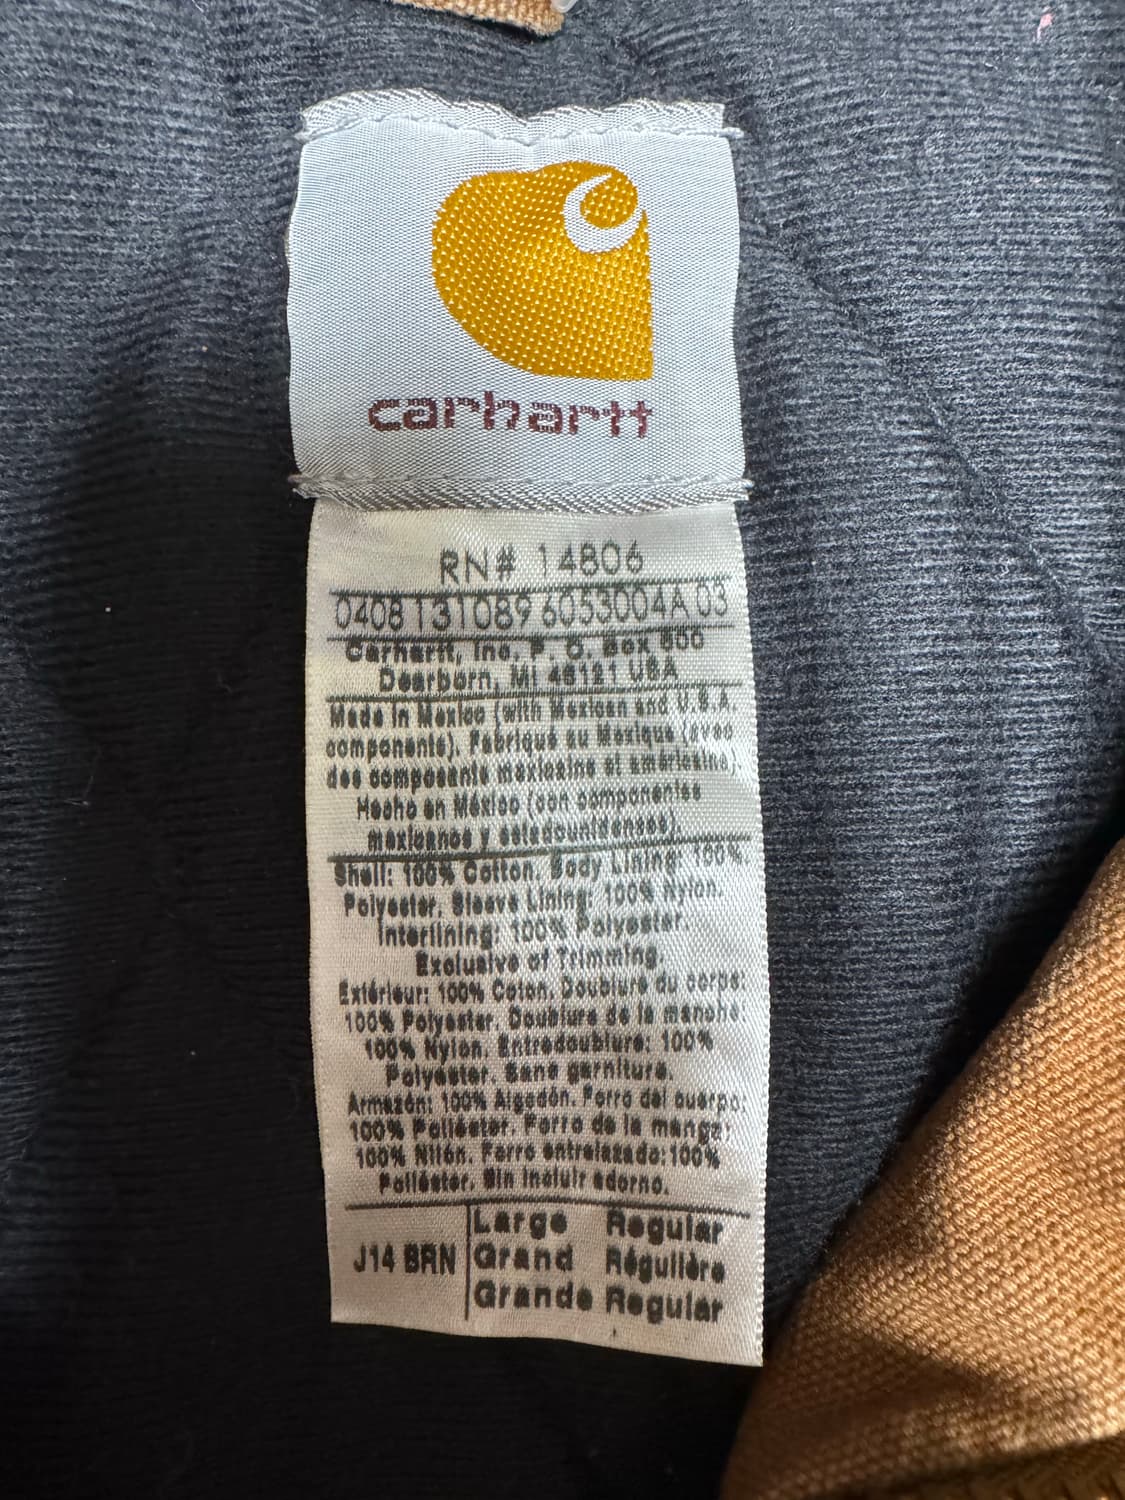 carhartt
RN# 14806
0408 131089 6053004A 03
Carhartt, Inc. P. O. Box 600
Dearborn, MI 48121 USA
Made in Mexico (with Mexican and U.S.A.
components). Fabriqué au Mexique (avec
des composants mexicains et américains).
Hecho en México (con componentes
mexicanos y estadounidenses).
Shell: 100% Cotton. Body Lining: 100%
Polyester. Sleeve Lining: 100% Nylon.
Interlining: 100% Polyester.
Exclusive of Trimming.
Extérieur: 100% Coton. Doublure du corps:
100% Polyester. Doublure de la manche:
100% Nylon. Entredoublure: 100%
Polyester. Sans garniture.
Armazón: 100% Algodón. Forro del cuerpo:
100% Poliéster. Forro de la manga:
100% Nilón. Forro entrelazado:100%
Poliéster. Sin incluir adorno.
J14 BRN
Large Regular
Grand Régulière
Grande Regular